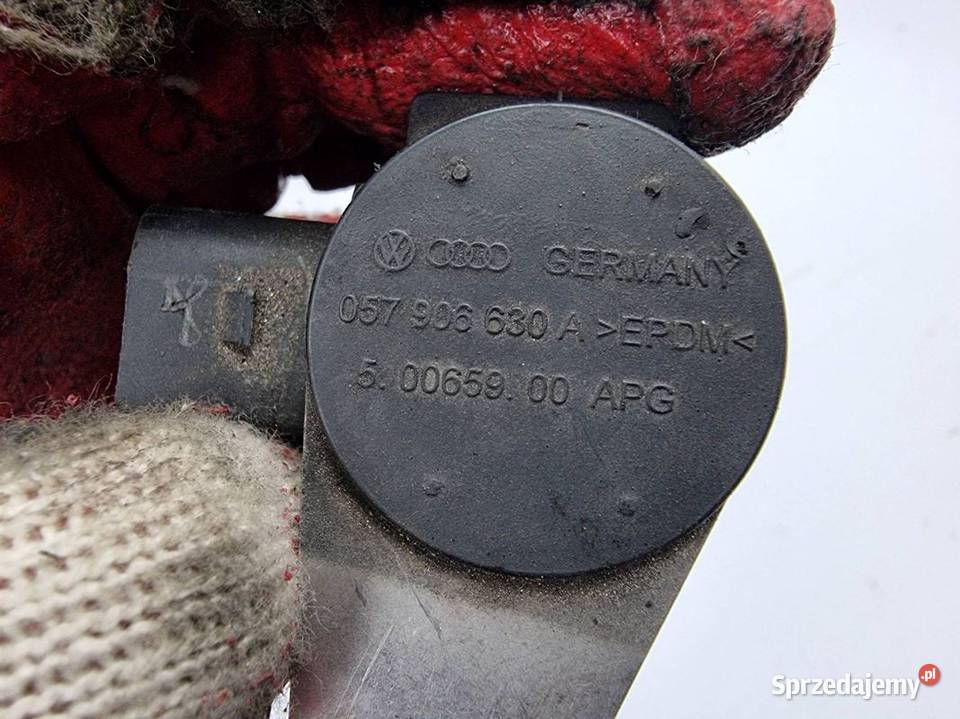 GERMANY
057 906 630 A >EPDM<
5. 00659. 00 APG
Sprzedajemy.pl